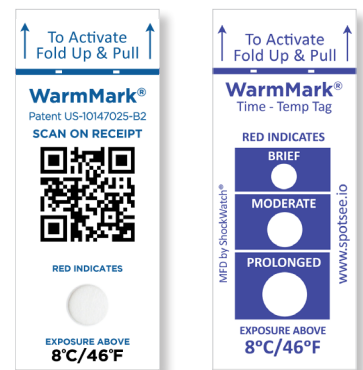 To Activate
Fold Up & Pull
WarmMark®
Patent US-10147025-B2
SCAN ON RECEIPT
RED INDICATES
EXPOSURE ABOVE
8°C/46°F
To Activate
Fold Up & Pull
WarmMark®
Time - Temp Tag
RED INDICATES
BRIEF
MODERATE
PROLONGED
MFD by ShockWatch®
www.spotsee.io
EXPOSURE ABOVE
8°C/46°F